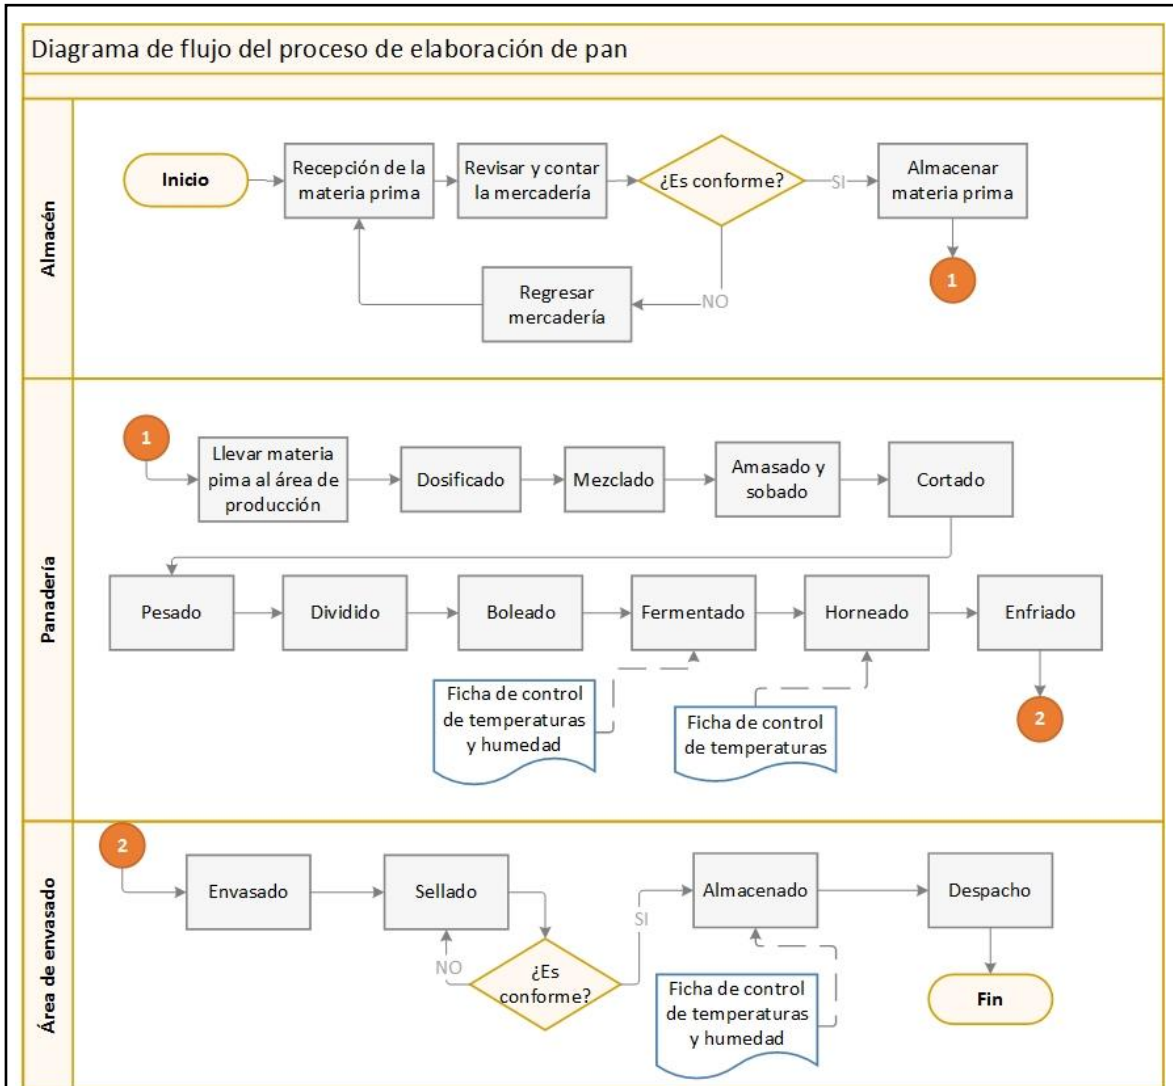 Diagrama de flujo del proceso de elaboración de pan
Almacén
Inicio
Recepción de la
materia prima
Revisar y contar
la mercadería
¿Es conforme?
SI
Almacenar
materia prima
1
NO
Regresar
mercadería
Panadería
1
Llevar materia
pima al área de
producción
Dosificado
Mezclado
Amasado y
sobado
Cortado
Pesado
Dividido
Boleado
Fermentado
Horneado
Enfriado
Ficha de control
de temperaturas
y humedad
Ficha de control
de temperaturas
2
Área de envasado
2
Envasado
Sellado
¿Es
conforme?
NO
SI
Almacenado
Despacho
Ficha de control
de temperaturas
y humedad
Fin